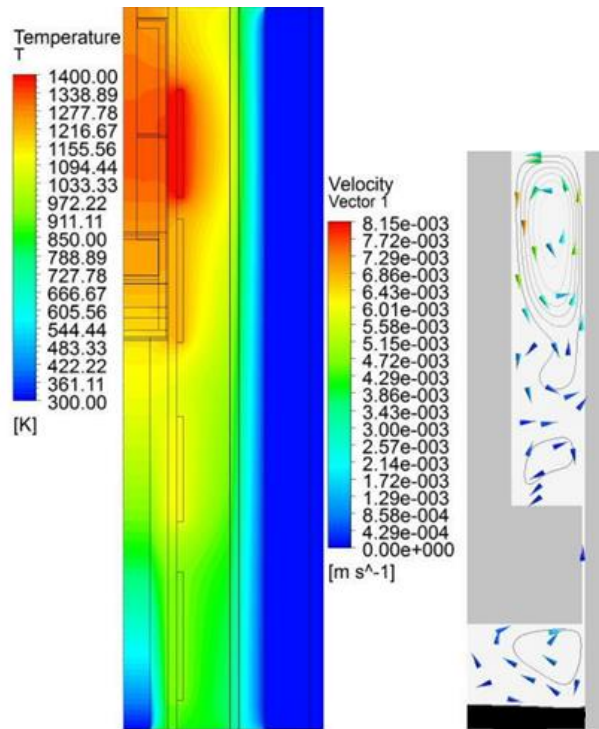 Temperature
T
1400.00
1338.89
1277.78
1216.67
1155.56
1094.44
1033.33
972.22
911.11
850.00
788.89
727.78
666.67
605.56
544.44
483.33
422.22
361.11
300.00
[K]
Velocity
Vector 1
8.15e-003
7.72e-003
7.29e-003
6.86e-003
6.43e-003
6.01e-003
5.58e-003
5.15e-003
4.72e-003
4.29e-003
3.86e-003
3.43e-003
3.00e-003
2.57e-003
2.14e-003
1.72e-003
1.29e-003
8.58e-004
4.29e-004
0.00e+000
[m s^-1]